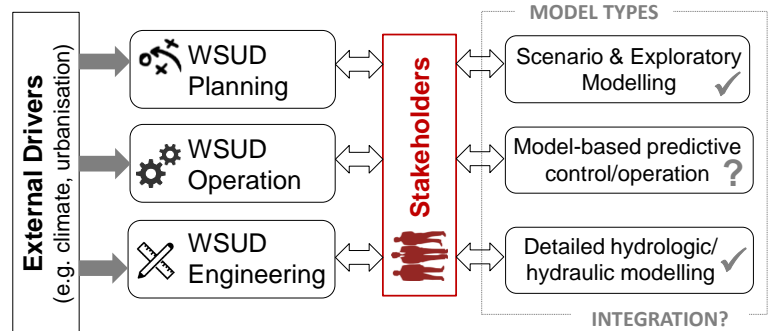 MODEL TYPES
External Drivers
(e.g. climate, urbanisation)
WSUD
Planning
WSUD
Operation
WSUD
Engineering
Stakeholders
Scenario & Exploratory
Modelling
Model-based predictive
control/operation
?
Detailed hydrologic/
hydraulic modelling
INTEGRATION?